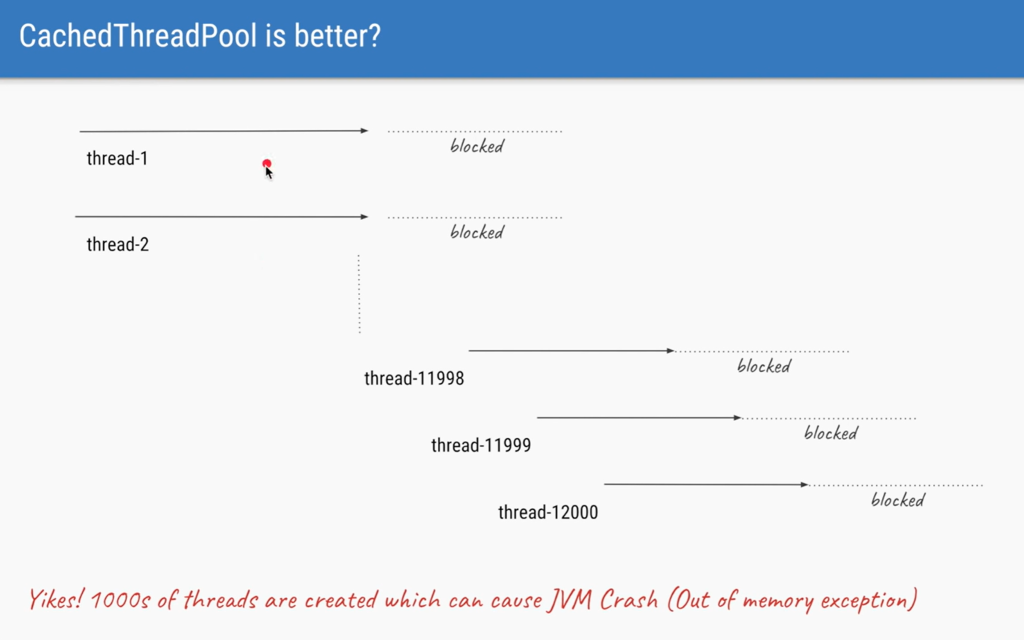 CachedThreadPool is better?
thread-1
blocked
thread-2
blocked
thread-11998
blocked
thread-11999
blocked
thread-12000
blocked
Yikes! 1000s of threads are created which can cause JVM Crash (Out of memory exception)